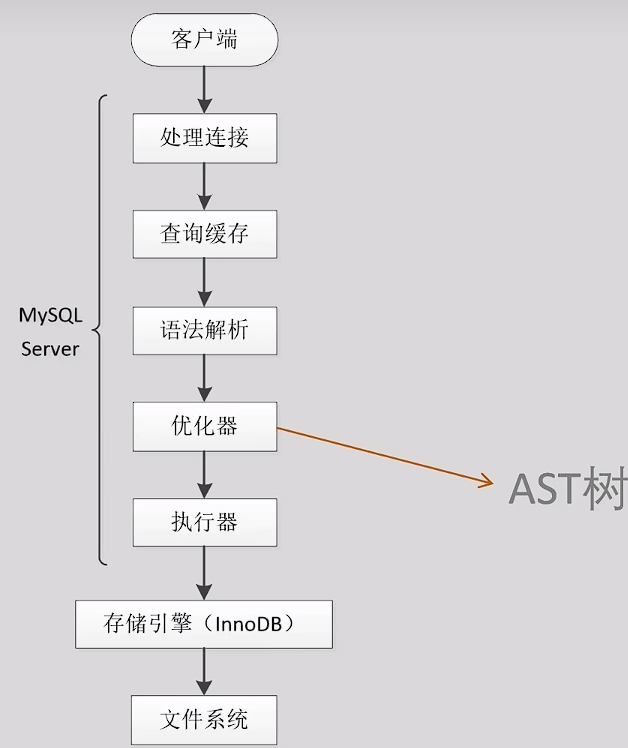 客户端
处理连接
查询缓存
语法解析
MySQL
Server
优化器
AST树
执行器
存储引擎（InnoDB）
文件系统